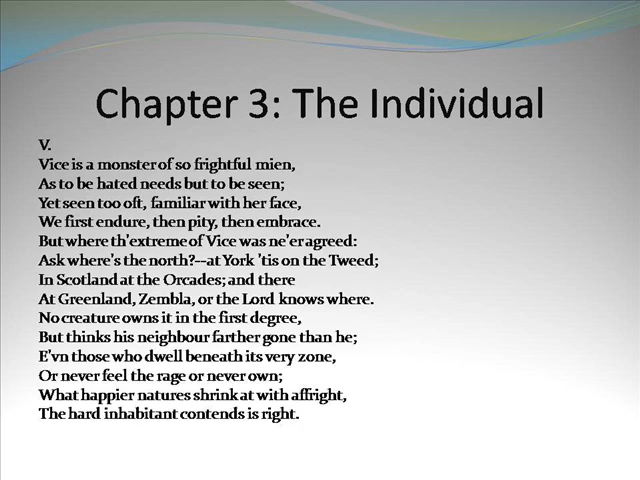 Chapter 3: The Individual
V.
Vice is a monster of so frightful mien,
As to be hated needs but to be seen;
Yet seen too oft, familiar with her face,
We first endure, then pity, then embrace.
But where th'extreme of Vice was ne'er agreed:
Ask where's the north?--at York 'tis on the Tweed;
In Scotland at the Orcades; and there
At Greenland, Zembla, or the Lord knows where.
No creature owns it in the first degree,
But thinks his neighbour farther gone than he;
E'vn those who dwell beneath its very zone,
Or never feel the rage or never own;
What happier natures shrink at with affright,
The hard inhabitant contends is right.